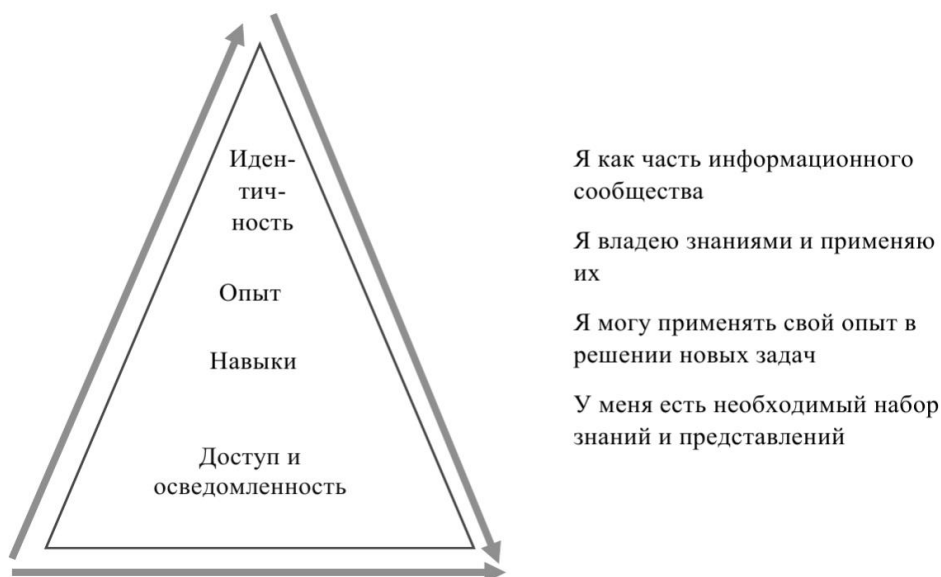 Иден-
тич-
ность
Опыт
Навыки
Доступ и
осведомленность
Я как часть информационного
сообщества
Я владею знаниями и применяю
их
Я могу применять свой опыт в
решении новых задач
У меня есть необходимый набор
знаний и представлений